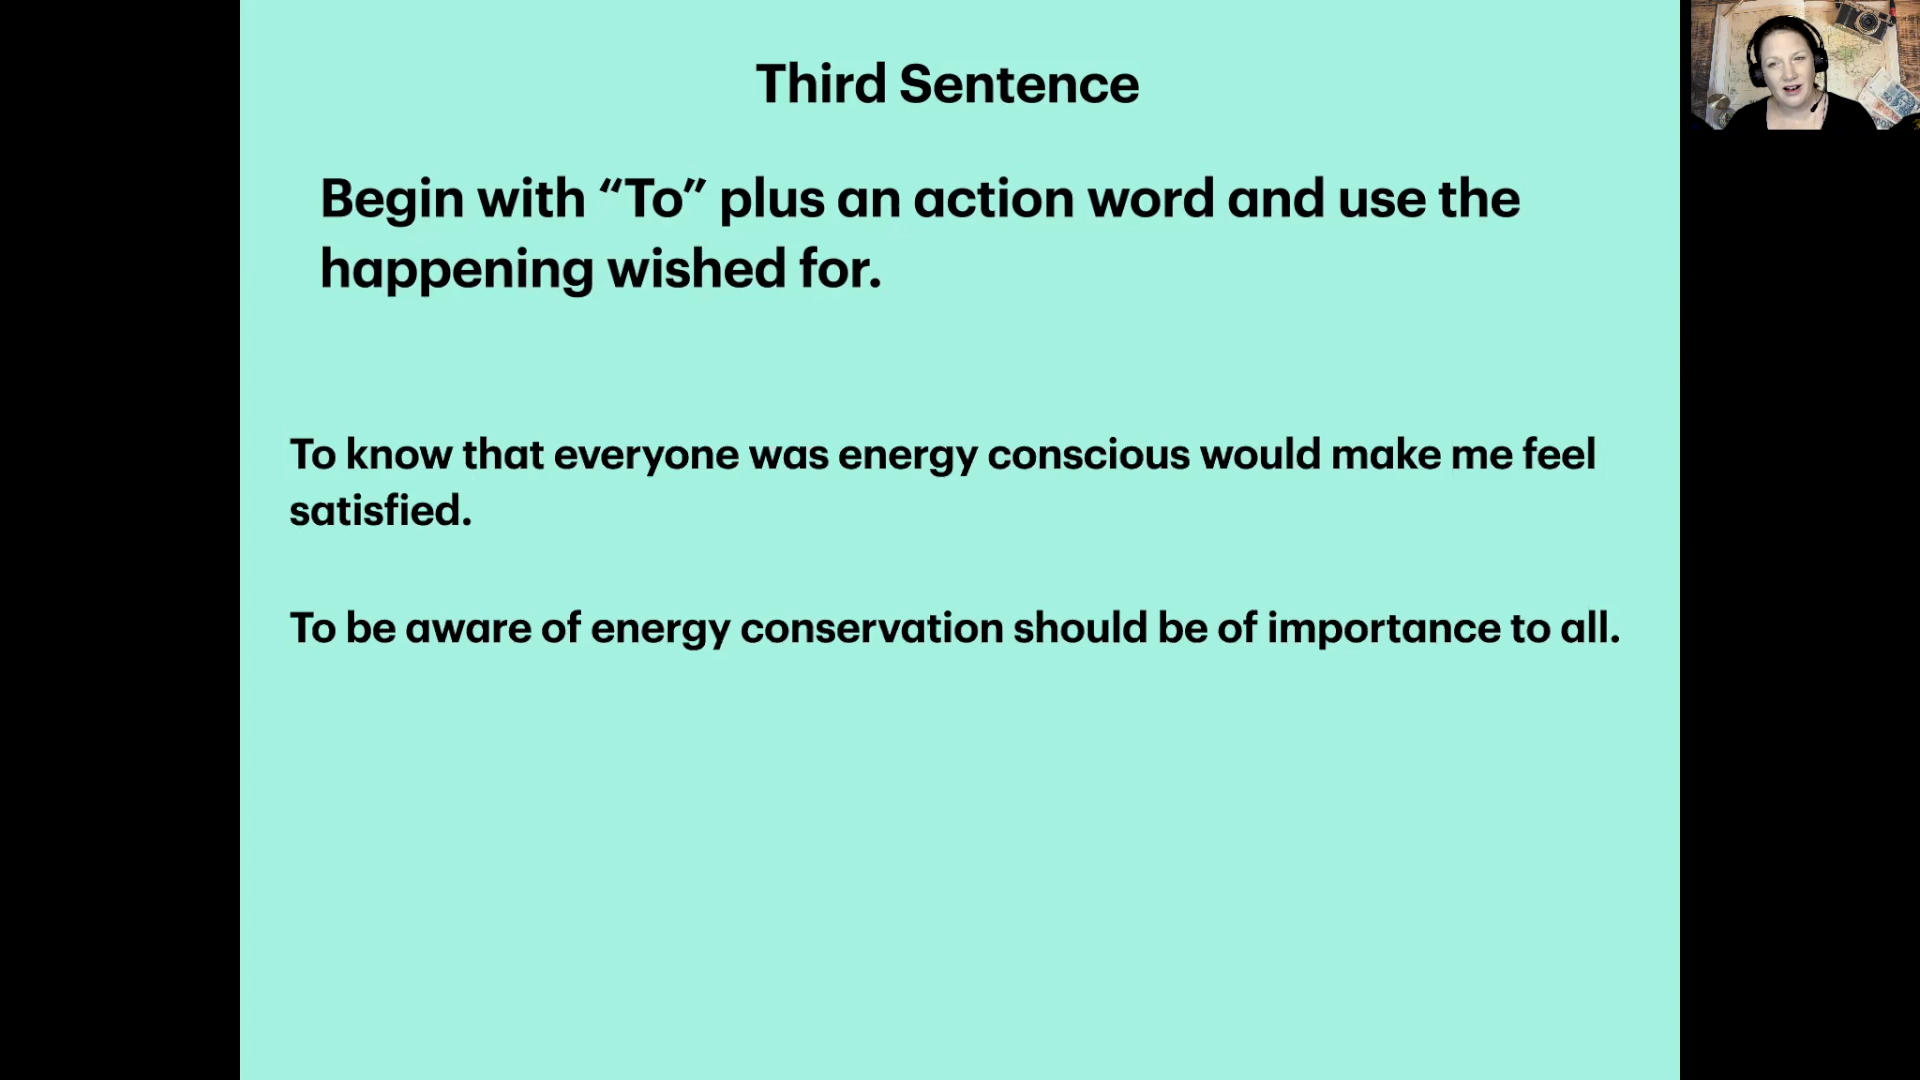 Third Sentence
Begin with “To” plus an action word and use the
happening wished for.
To know that everyone was energy conscious would make me feel
satisfied.
To be aware of energy conservation should be of importance to all.